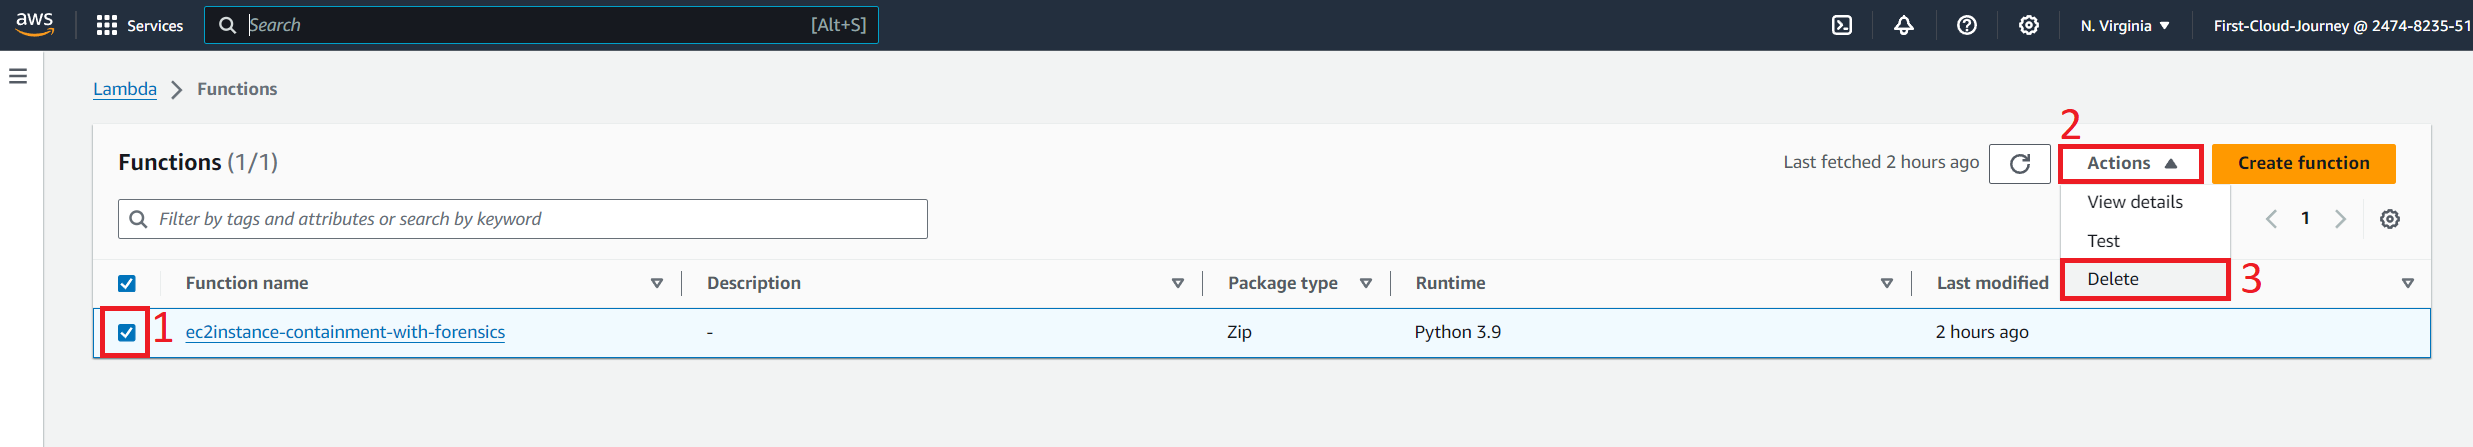 aws Services Search [Alt+S] N. Virginia First-Cloud-Journey @ 2474-8235-51
Lambda Functions
2
Functions (1/1) Last fetched 2 hours ago Actions Create function
Filter by tags and attributes or search by keyword View details 1
Test
Function name Description Package type Runtime Last modified Delete 3
1 ec2instance-containment-with-forensics - Zip Python 3.9 2 hours ago